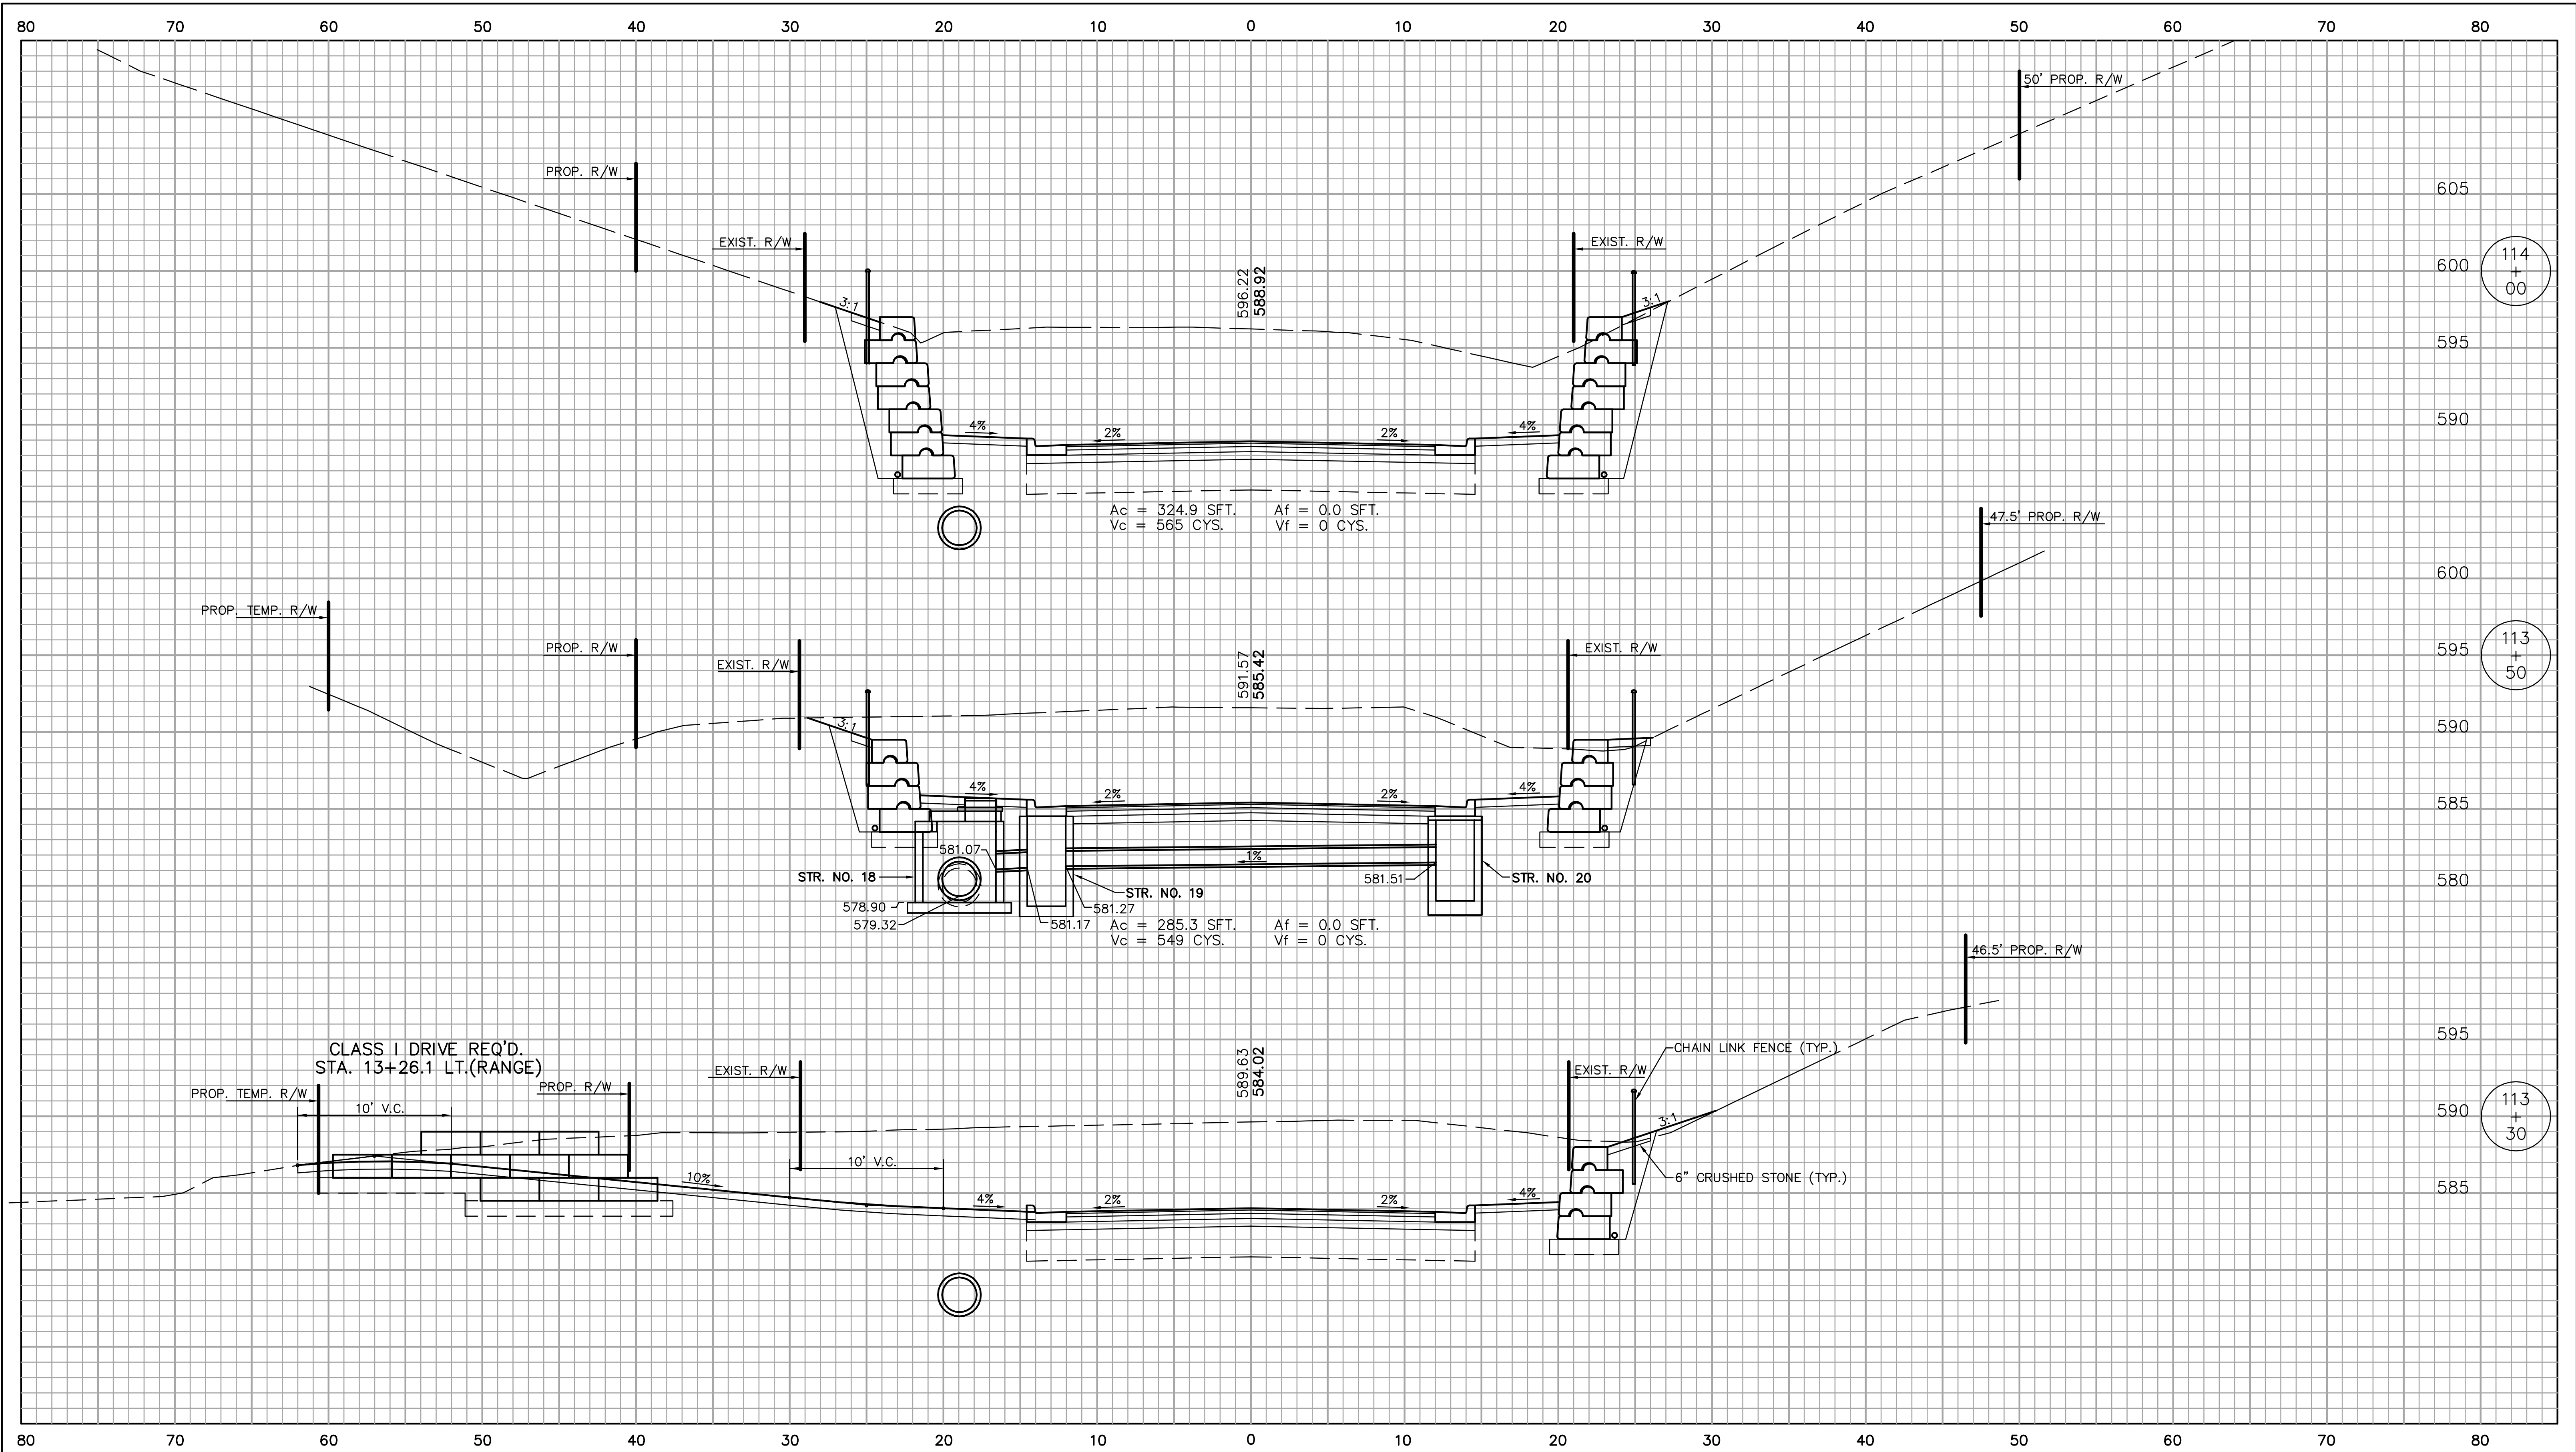 80 70 60 50 40 30 20 10 0 10 20 30 40 50 60 70 80
50' PROP. R/W
PROP. R/W
605
EXIST. R/W
EXIST. R/W
596.22
588.92
600
114
+
00
3:1
3:1
595
590
4%
2%
2%
4%
Ac = 324.9 SFT. Af = 0.0 SFT.
Vc = 565 CYS. Vf = 0 CYS.
47.5' PROP. R/W
600
PROP. TEMP. R/W
PROP. R/W
EXIST. R/W
EXIST. R/W
591.57
585.42
595
113
+
50
3:1
590
4%
2%
2%
4%
585
581.07
1%
STR. NO. 18
581.51
STR. NO. 20
580
STR. NO. 19
578.90
581.27
579.32
581.17
Ac = 285.3 SFT. Af = 0.0 SFT.
Vc = 549 CYS. Vf = 0 CYS.
46.5' PROP. R/W
595
CLASS I DRIVE REQ'D.
STA. 13+26.1 LT.(RANGE)
CHAIN LINK FENCE (TYP.)
EXIST. R/W
589.63
584.02
EXIST. R/W
PROP. TEMP. R/W
PROP. R/W
10' V.C.
590
113
+
30
3:1
10' V.C.
10%
6" CRUSHED STONE (TYP.)
585
4%
2%
2%
4%
80 70 60 50 40 30 20 10 0 10 20 30 40 50 60 70 80